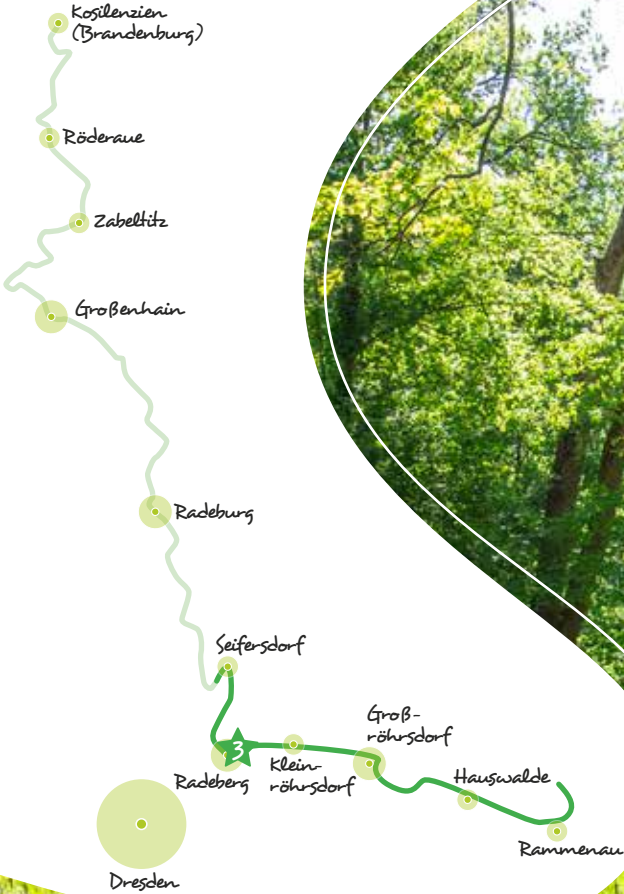 Kosilenzien
(Brandenburg)
Röderaue
Zabeltitz
Großenhain
Radeburg
Seifersdorf
Groß-
röhrsdorf
3
Klein-
röhrsdorf
Radeberg
Hauswalde
Rammenau
Dresden